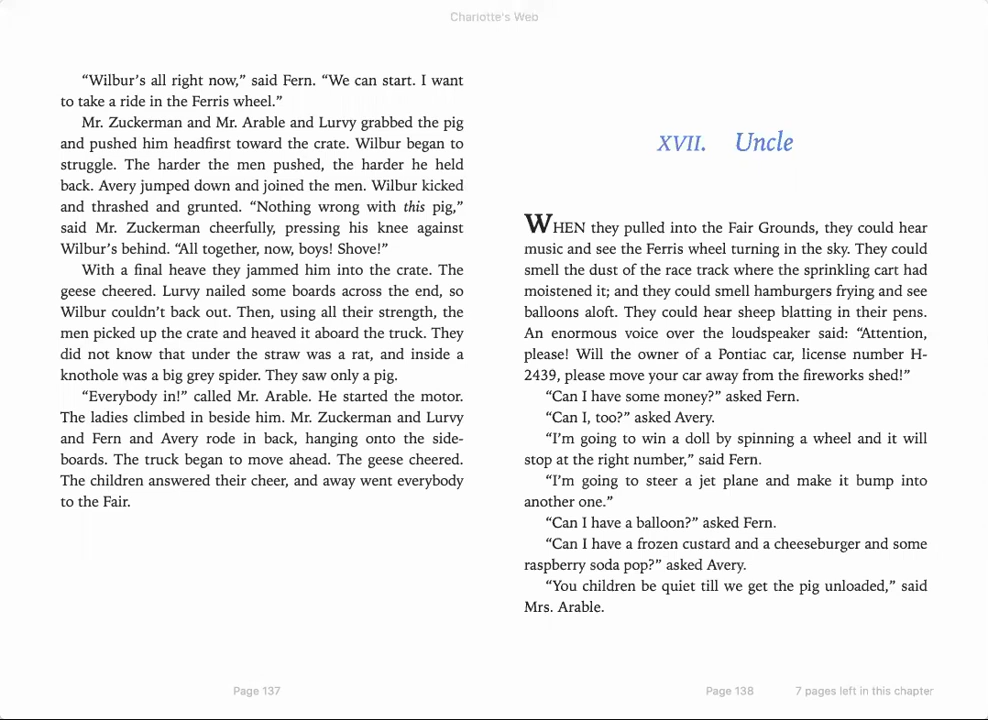 Charlotte's Web
“Wilbur’s all right now,” said Fern. “We can start. I want
to take a ride in the Ferris wheel.”
Mr. Zuckerman and Mr. Arable and Lurvy grabbed the pig
and pushed him headfirst toward the crate. Wilbur began to
struggle. The harder the men pushed, the harder he held
back. Avery jumped down and joined the men. Wilbur kicked
and thrashed and grunted. “Nothing wrong with this pig,”
said Mr. Zuckerman cheerfully, pressing his knee against
Wilbur’s behind. “All together, now, boys! Shove!”
With a final heave they jammed him into the crate. The
geese cheered. Lurvy nailed some boards across the end, so
Wilbur couldn’t back out. Then, using all their strength, the
men picked up the crate and heaved it aboard the truck. They
did not know that under the straw was a rat, and inside a
knothole was a big grey spider. They saw only a pig.
“Everybody in!” called Mr. Arable. He started the motor.
The ladies climbed in beside him. Mr. Zuckerman and Lurvy
and Fern and Avery rode in back, hanging onto the side-
boards. The truck began to move ahead. The geese cheered.
The children answered their cheer, and away went everybody
to the Fair.
Page 137
XVII. Uncle
WHEN they pulled into the Fair Grounds, they could hear
music and see the Ferris wheel turning in the sky. They could
smell the dust of the race track where the sprinkling cart had
moistened it; and they could smell hamburgers frying and see
balloons aloft. They could hear sheep blatting in their pens.
An enormous voice over the loudspeaker said: “Attention,
please! Will the owner of a Pontiac car, license number H-
2439, please move your car away from the fireworks shed!”
“Can I have some money?” asked Fern.
“Can I, too?” asked Avery.
“I’m going to win a doll by spinning a wheel and it will
stop at the right number,” said Fern.
“I’m going to steer a jet plane and make it bump into
another one.”
“Can I have a balloon?” asked Fern.
“Can I have a frozen custard and a cheeseburger and some
raspberry soda pop?” asked Avery.
“You children be quiet till we get the pig unloaded,” said
Mrs. Arable.
Page 138
7 pages left in this chapter